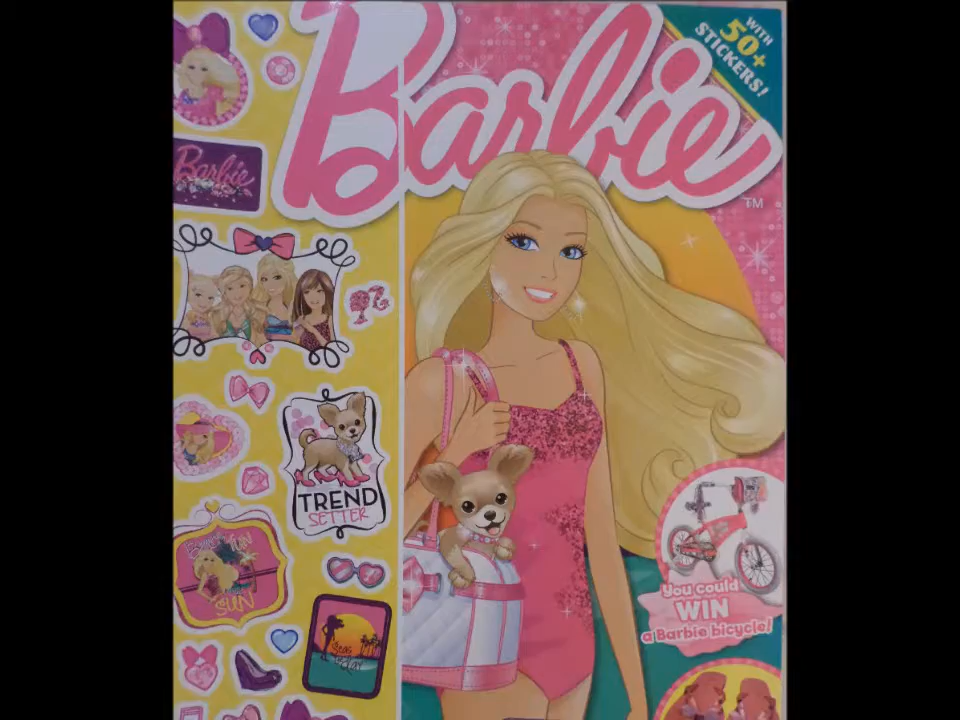 Barbie
TM
WITH
50+
STICKERS!
Barbie
TREND
SETTER
SUN
You could
WIN
a Barbie bicycle!